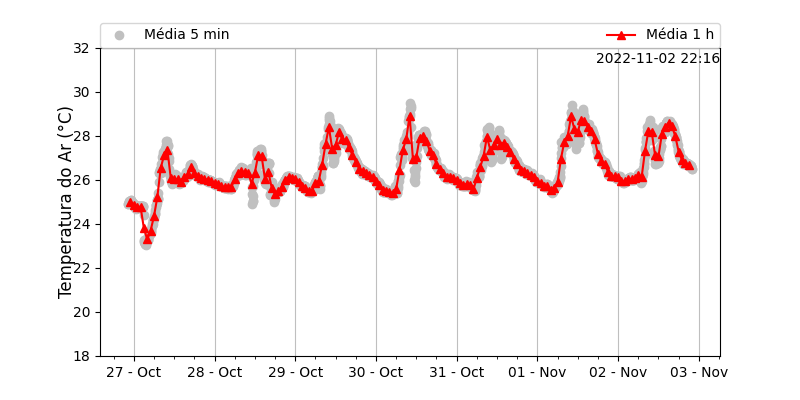 Média 5 min
Média 1 h
2022-11-02 22:16
Temperatura do Ar (°C)
32
30
28
26
24
22
20
18
27 - Oct
28 - Oct
29 - Oct
30 - Oct
31 - Oct
01 - Nov
02 - Nov
03 - Nov